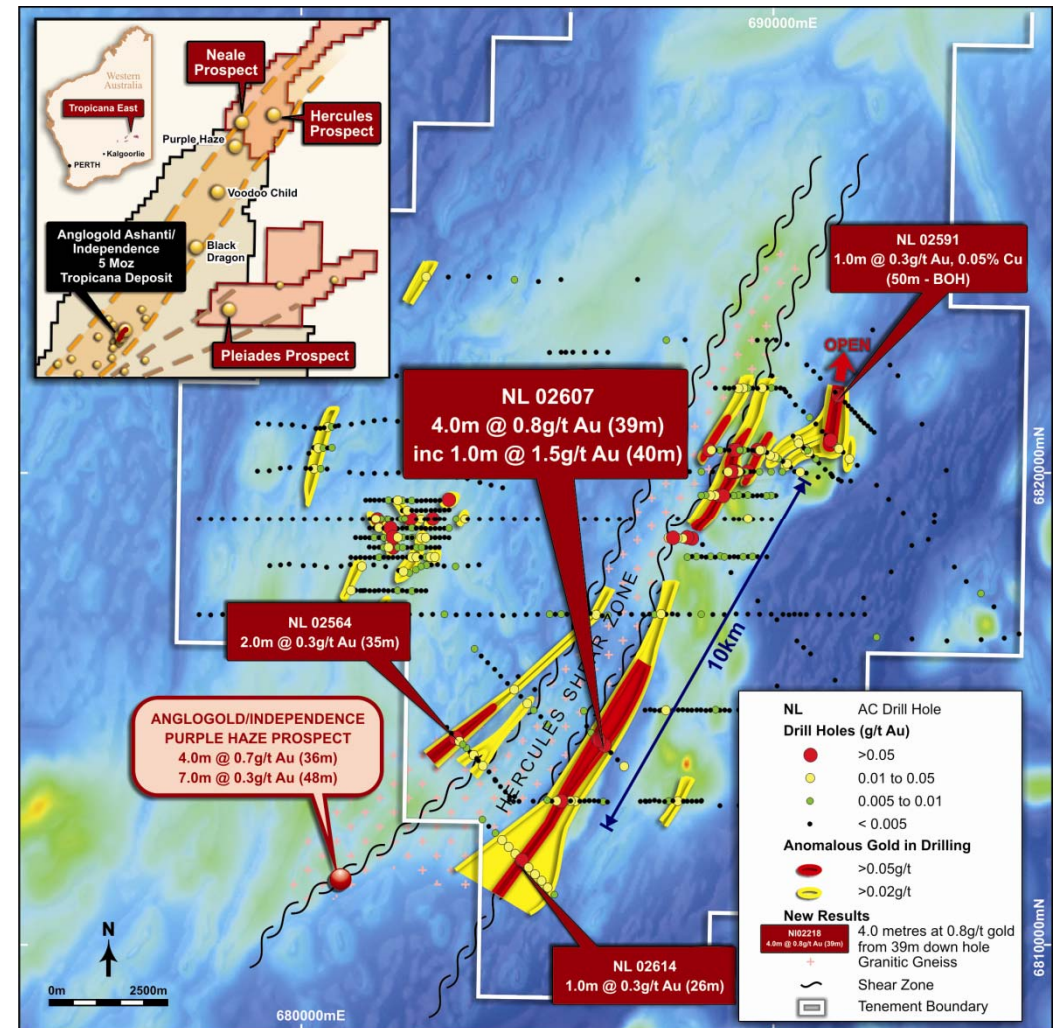 690000mE
Neale
Prospect
Western
Australia
Tropicana East
Kalgoorlie
PERTH
Hercules
Prospect
Purple Haze
Voodoo Child
Black
Dragon
Anglogold Ashanti/
Independence
5 Moz
Tropicana Deposit
Pleiades Prospect
NL 02591
1.0m @ 0.3g/t Au, 0.05% Cu
(50m - BOH)
OPEN
NL 02607
4.0m @ 0.8g/t Au (39m)
inc 1.0m @ 1.5g/t Au (40m)
6820000mN
HERCULES SHEAR ZONE
10km
NL 02564
2.0m @ 0.3g/t Au (35m)
ANGLOGOLD/INDEPENDENCE
PURPLE HAZE PROSPECT
4.0m @ 0.7g/t Au (36m)
7.0m @ 0.3g/t Au (48m)
NL AC Drill Hole
Drill Holes (g/t Au)
>0.05
0.01 to 0.05
0.005 to 0.01
< 0.005
Anomalous Gold in Drilling
>0.05g/t
>0.02g/t
New Results
NI02218
4.0m @ 0.8g/t Au (39m)
4.0 metres at 0.8g/t gold
from 39m down hole
Granitic Gneiss
Shear Zone
Tenement Boundary
6810000mN
N
0m 2500m
NL 02614
1.0m @ 0.3g/t Au (26m)
680000mE